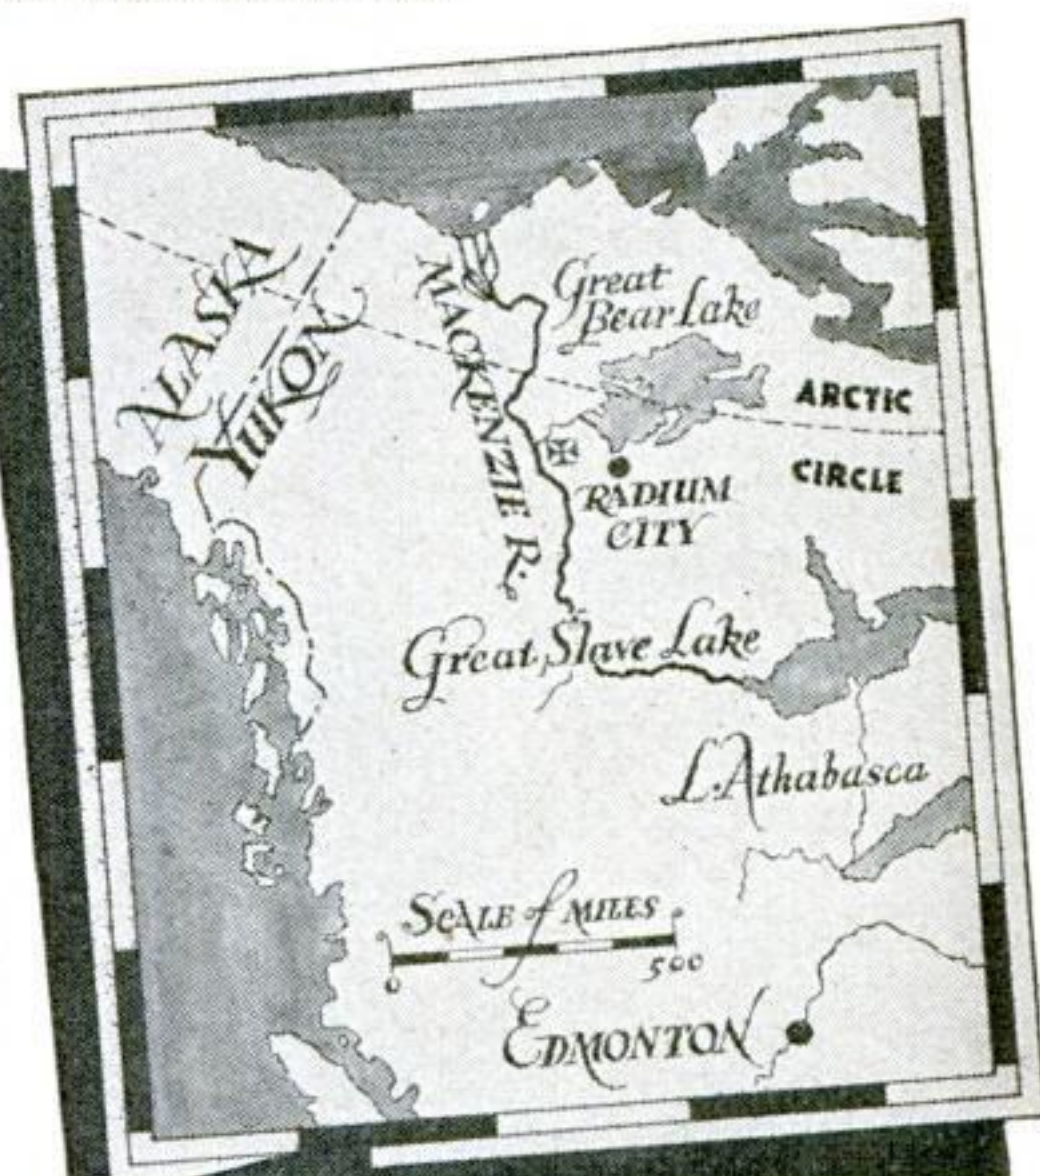 ALASKA
YUKON
MACKENZIE R.
Great
Bear Lake
ARCTIC
CIRCLE
RADIUM
CITY
Great Slave Lake
L. Athabasca
SCALE of MILES
0 500
EDMONTON